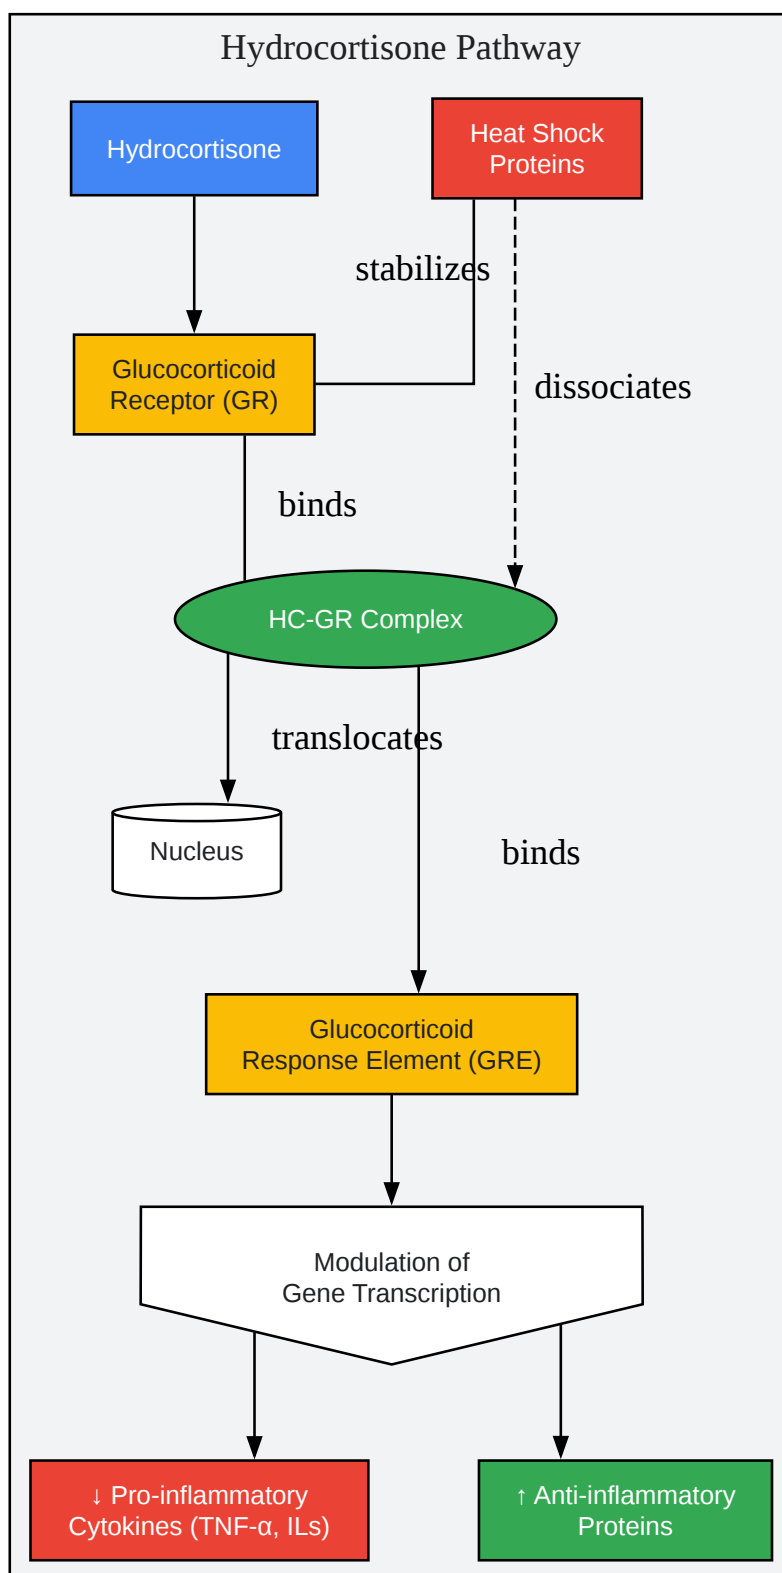 Hydrocortisone Pathway
Hydrocortisone
Heat Shock
Proteins
stabilizes
Glucocorticoid
Receptor (GR)
dissociates
binds
HC-GR Complex
translocates
Nucleus
binds
Glucocorticoid
Response Element (GRE)
Modulation of
Gene Transcription
↓ Pro-inflammatory
Cytokines (TNF-α, ILs)
↑ Anti-inflammatory
Proteins